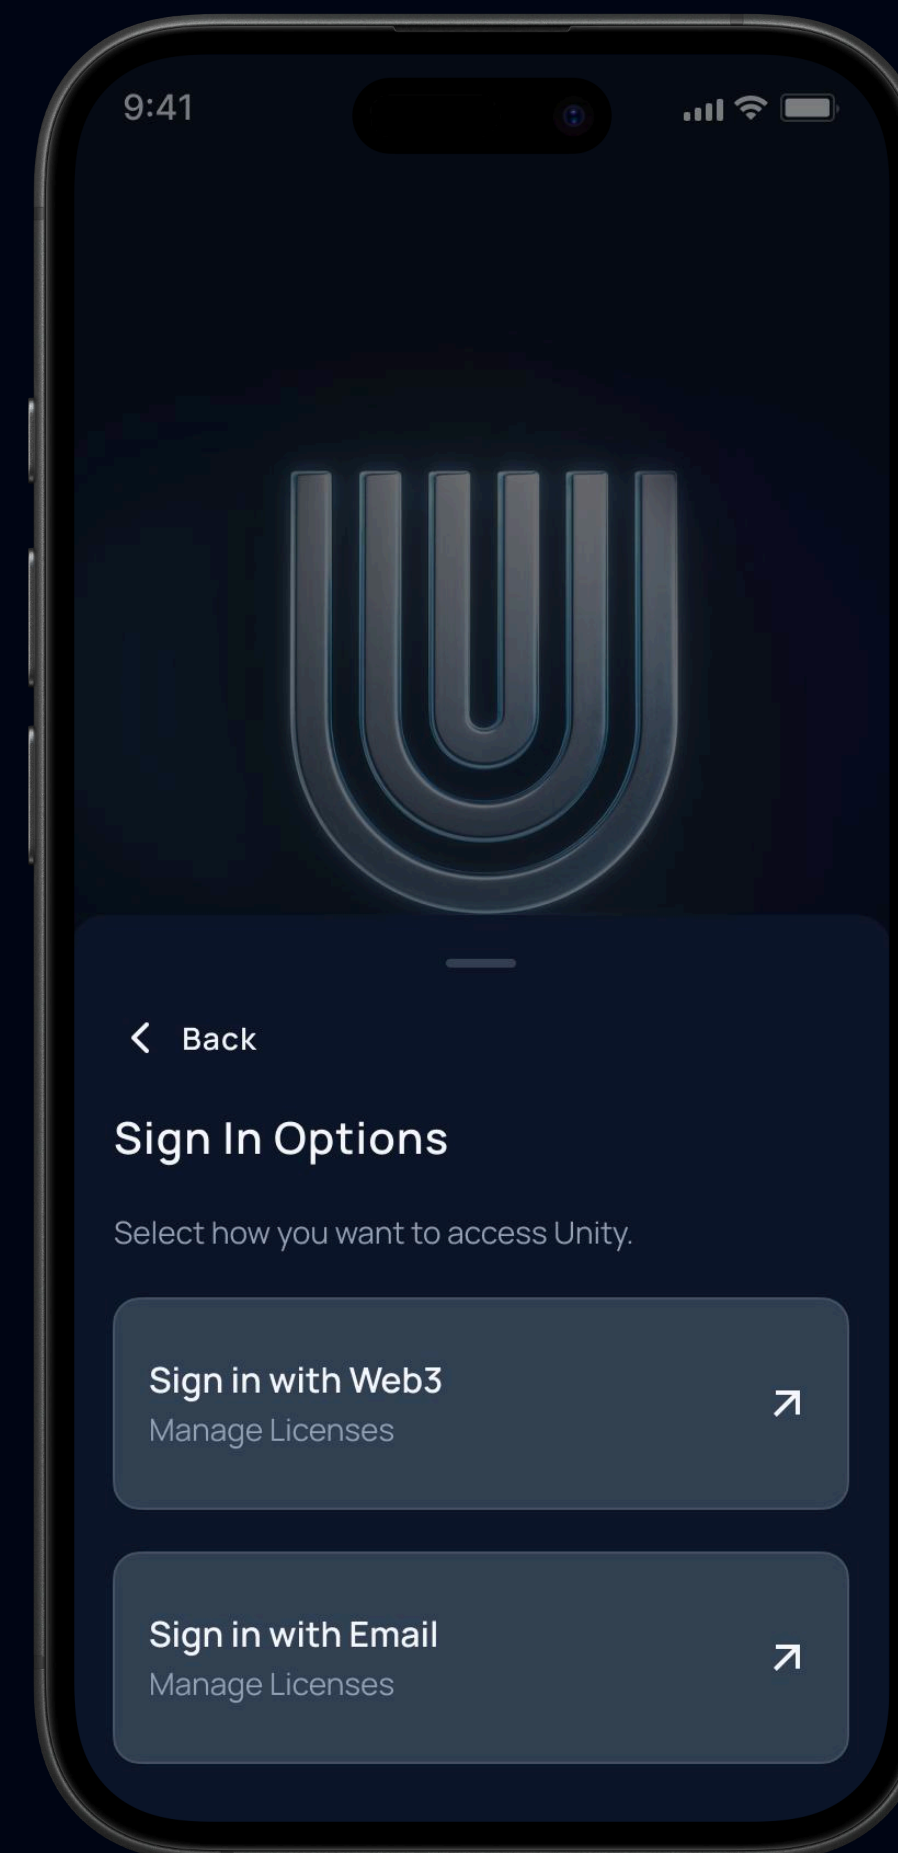 9:41
Back
Sign In Options
Select how you want to access Unity.
Sign in with Web3
Manage Licenses
Sign in with Email
Manage Licenses